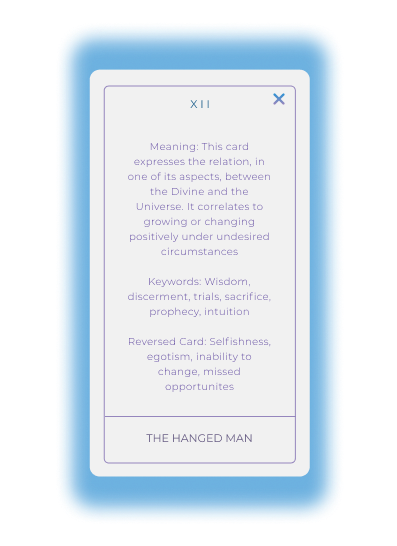 XII
Meaning: This card
expresses the relation, in
one of its aspects, between
the Divine and the
Universe. It correlates to
growing or changing
positively under undesired
circumstances
Keywords: Wisdom,
discerment, trials, sacrifice,
prophecy, intuition
Reversed Card: Selfishness,
egotism, inability to
change, missed
opportunites
THE HANGED MAN